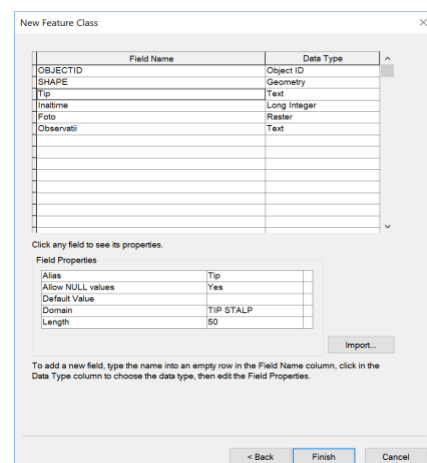 New Feature Class
Field Name Data Type
OBJECTID Object ID
SHAPE Geometry
Tip Text
Inaltime Long Integer
Foto Raster
Observatii Text
Click any field to see its properties.
Field Properties
Alias Tip
Allow NULL values Yes
Default Value
Domain TIP STALP
Length 50
Import...
To add a new field, type the name into an empty row in the Field Name column, click in the
Data Type column to choose the data type, then edit the Field Properties.
< Back Finish Cancel